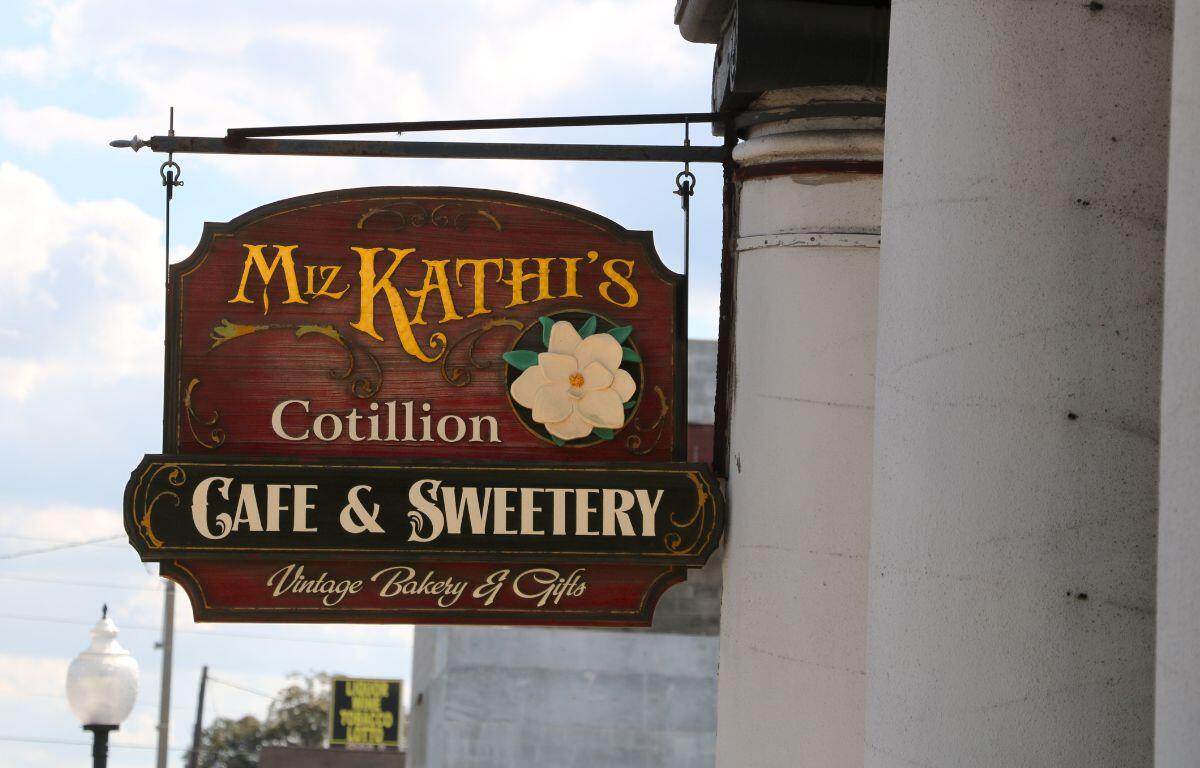 Miz Kathi's
Cotillion
Cafe & Sweetery
Vintage Bakery & Gifts
LIQUOR
WINE
TOBACCO
LOTTO